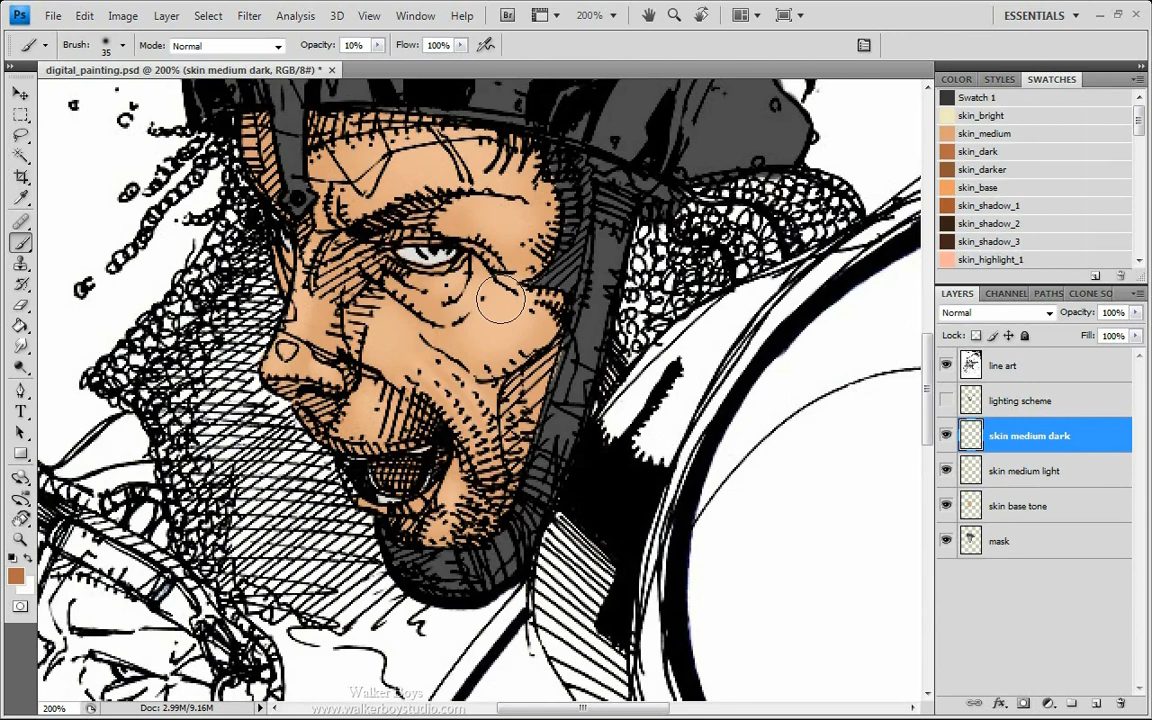 Ps File Edit Image Layer Select Filter Analysis 3D View Window Help Br 200% ESSENTIALS
Brush: 35 Mode: Normal Opacity: 10% Flow: 100%
digital_painting.psd @ 200% (skin medium dark, RGB/8#) *
COLOR STYLES SWATCHES
Swatch 1
skin_bright
skin_medium
skin_dark
skin_darker
skin_base
skin_shadow_1
skin_shadow_2
skin_shadow_3
skin_highlight_1
LAYERS CHANNEL PATHS CLONE SO
Normal Opacity: 100%
Lock: Fill: 100%
line art
lighting scheme
skin medium dark
skin medium light
skin base tone
mask
Walker Boys
www.walkerboystudio.com
200% Doc: 2.99M/9.16M